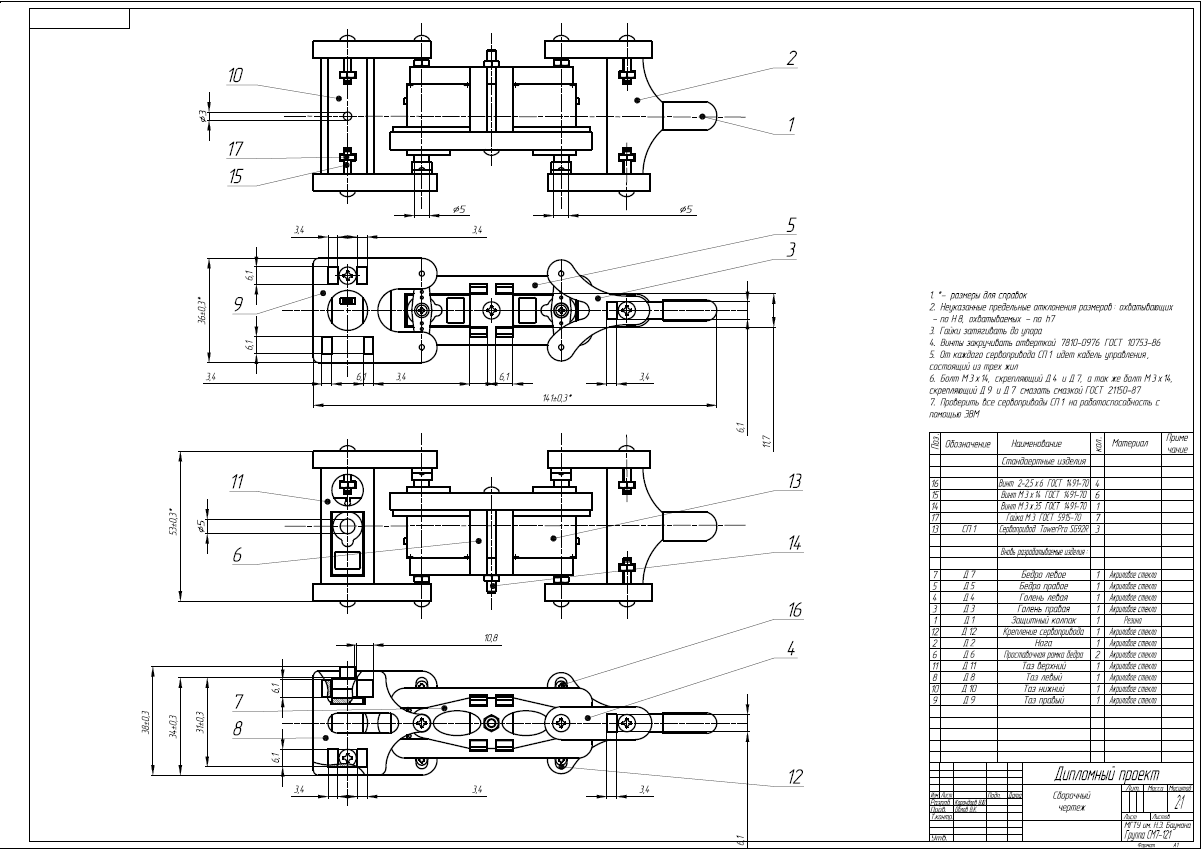 10
2
1
17
15
⌀3
⌀5
⌀5
3,4
3,4
5
3
6,1
9
36±0,3*
6,1
3,4
6,1
3,4
6,1
3,4
141±0,3*
6,1
11,7
11
13
53±0,3*
⌀5
6
14
16
10,8
4
7
8
6,1
38±0,3
34±0,3
31±0,3
6,1
12
3,4
3,4
3,4
6,1
1. *- размеры для справок
2. Неуказанные предельные отклонения размеров: охватывающих
- по H8, охватываемых - по h7
3. Гайки затягивать до упора
4. Винты закручивать отверткой 7810-0976 ГОСТ 10753-86
5. От каждого сервопривода СП 1 идет кабель управления,
состоящий из трех жил
6. Болт М 3 х 14, скрепляющий Д 4 и Д 7, а так же болт М 3 х 14,
скрепляющий Д 9 и Д 7 смазать смазкой ГОСТ 21150-87
7. Проверить все сервоприводы СП 1 на работоспособность с
помощью ЭВМ
Поз. Обозначение Наименование кол. Материал Приме
чание
Стандартные изделия
16 Винт 2-2,5 х 6 ГОСТ 1491-70 4
15 Винт М 3 х 14 ГОСТ 1491-70 6
14 Винт М 3 х 35 ГОСТ 1491-70 1
17 Гайка М 3 ГОСТ 5915-70 7
13 СП 1 Сервопривод TowerPro SG92R 3
Вновь разрабатываемые изделия
7 Д 7 Бедро левое 1 Акриловое стекло
5 Д 5 Бедро правое 1 Акриловое стекло
4 Д 4 Голень левая 1 Акриловое стекло
3 Д 3 Голень правая 1 Акриловое стекло
1 Д 1 Защитный колпак 1 Резина
12 Д 12 Крепление сервопривода 1 Акриловое стекло
2 Д 2 Нога 1 Акриловое стекло
6 Д 6 Проставочная рамка бедра 2 Акриловое стекло
11 Д 11 Таз верхний 1 Акриловое стекло
8 Д 8 Таз левый 1 Акриловое стекло
10 Д 10 Таз нижний 1 Акриловое стекло
9 Д 9 Таз правый 1 Акриловое стекло
Дипломный проект
Изм. Лист Подп. Дата
Разраб.
Пров.
Т.контр.
Утв.
Сборочный
чертеж
Лит. Масса Масштаб
2:1
Лист Листов
МГТУ им. Н.Э. Баумана
Группа СМ7-121
Формат А1